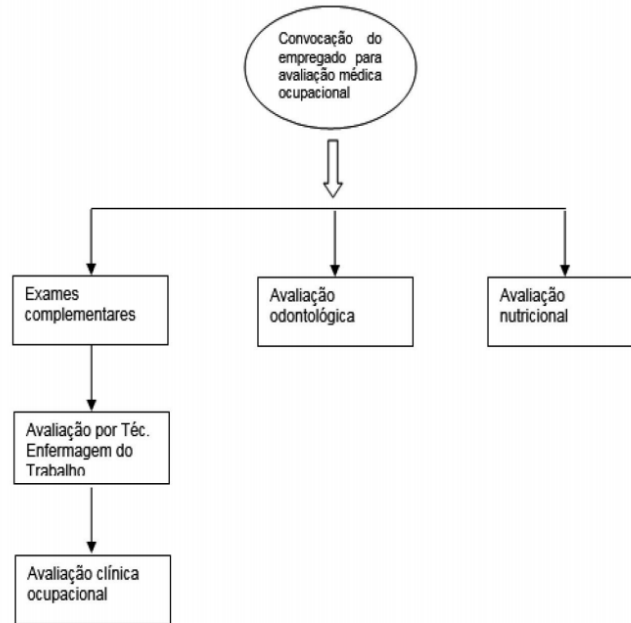 Convocação do
empregado para
avaliação médica
ocupacional
Exames
complementares
Avaliação
odontológica
Avaliação
nutricional
Avaliação por Téc.
Enfermagem do
Trabalho
Avaliação clínica
ocupacional